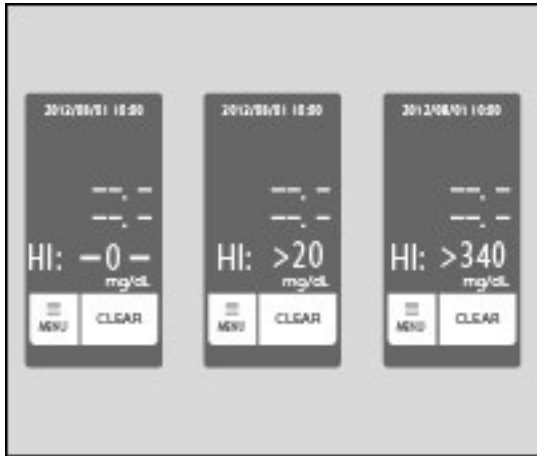 2012/08/01 10:00
--. -
--. -
HI: -0-
mg/dL
MENU
CLEAR
2012/08/01 10:00
--. -
--. -
HI: >20
mg/dL
MENU
CLEAR
2012/08/01 10:00
--. -
--. -
HI: >340
mg/dL
MENU
CLEAR